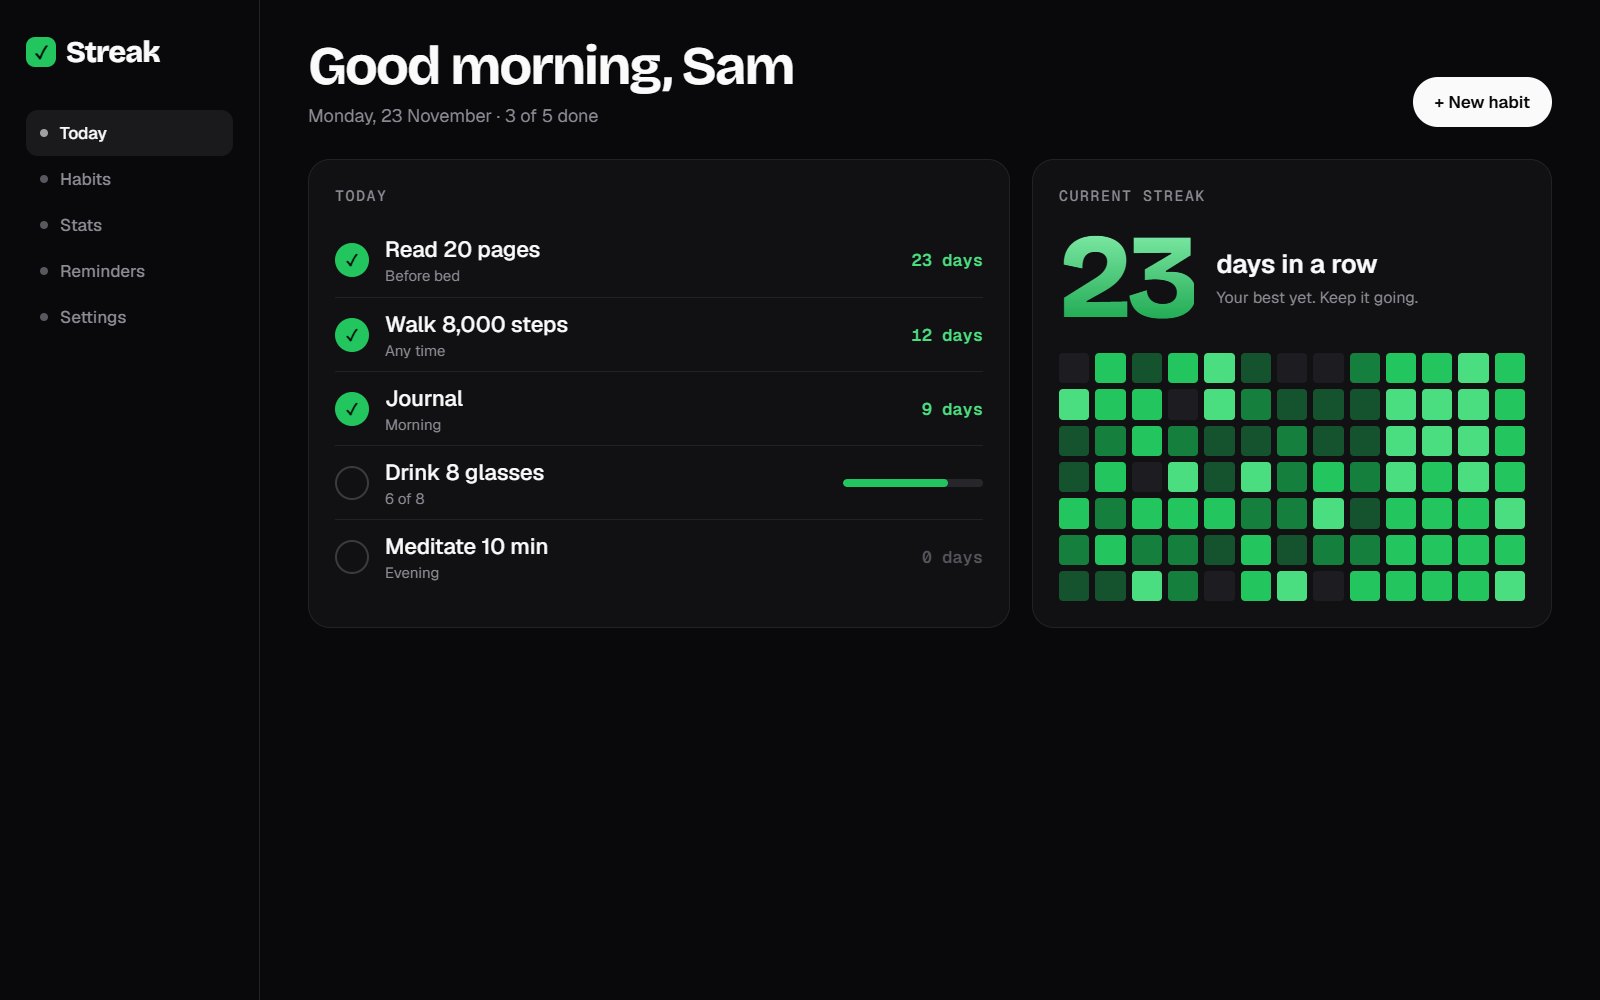 Streak
Today
Habits
Stats
Reminders
Settings
Good morning, Sam
Monday, 23 November · 3 of 5 done
+ New habit
TODAY
Read 20 pages
Before bed
23 days
Walk 8,000 steps
Any time
12 days
Journal
Morning
9 days
Drink 8 glasses
6 of 8
Meditate 10 min
Evening
0 days
CURRENT STREAK
23
days in a row
Your best yet. Keep it going.